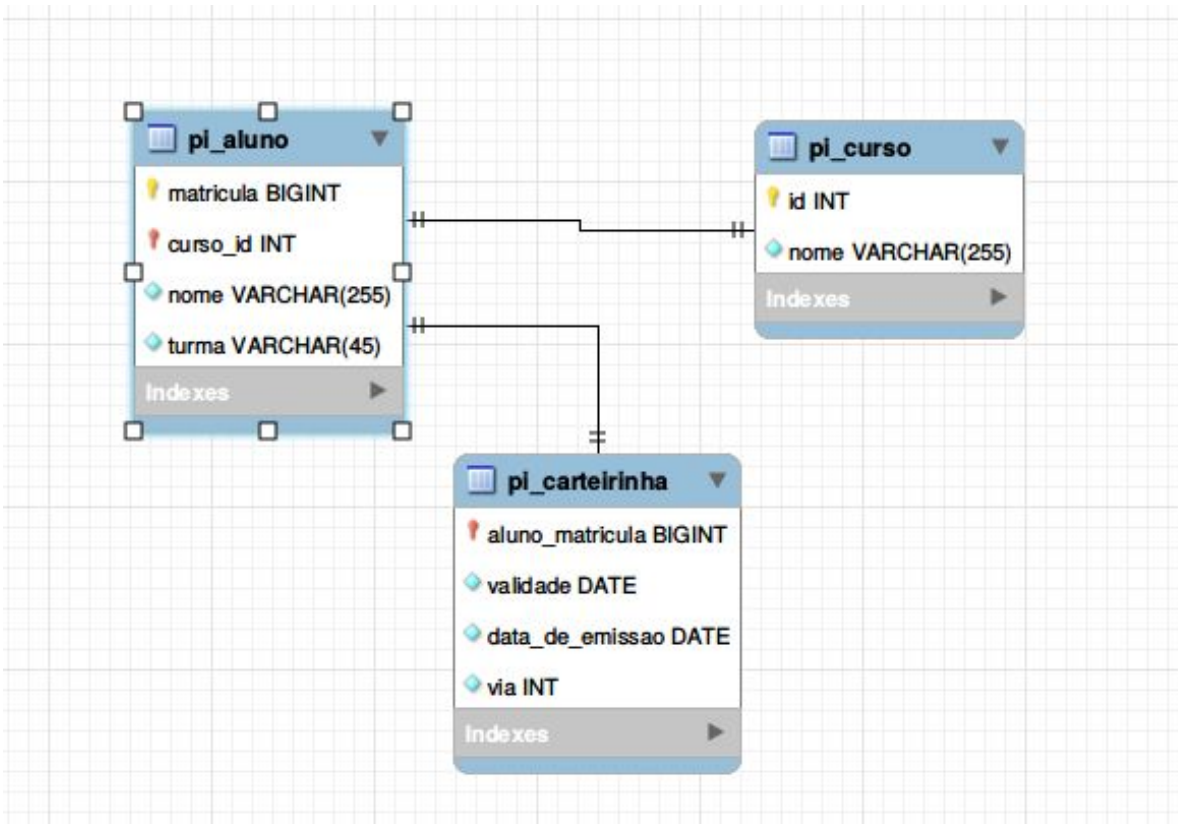 pi_aluno
matricula BIGINT
curso_id INT
nome VARCHAR(255)
turma VARCHAR(45)
Indexes
pi_curso
id INT
nome VARCHAR(255)
Indexes
pi_carteirinha
aluno_matricula BIGINT
validade DATE
data_de_emissao DATE
via INT
Indexes